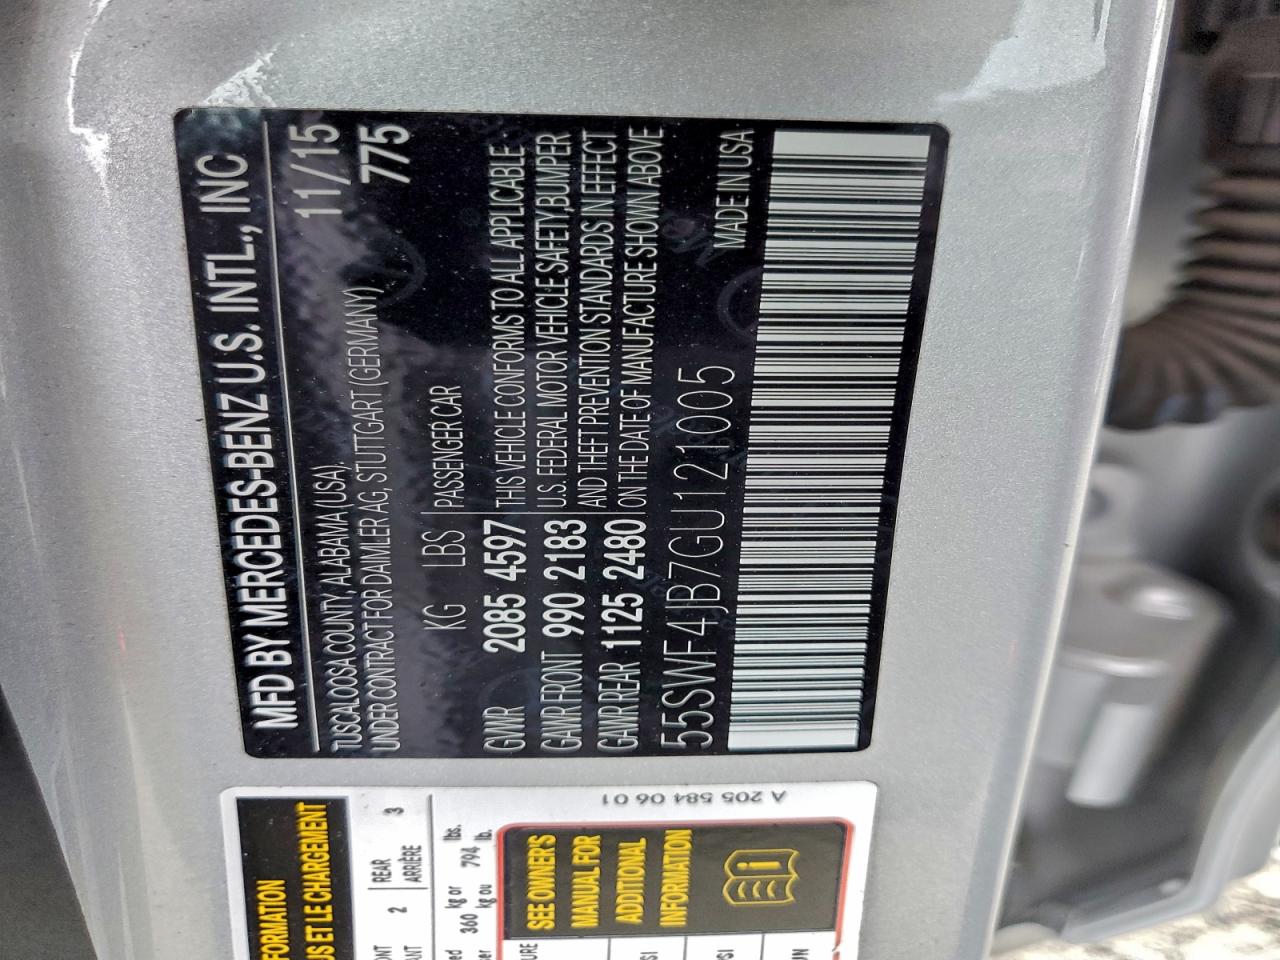 MFD BY MERCEDES-BENZ U.S. INTL., INC
11/15
TUSCALOOSA COUNTY, ALABAMA (USA),
UNDER CONTRACT FOR DAIMLER AG, STUTTGART (GERMANY) 775
KG LBS PASSENGER CAR
GVWR 2085 4597 THIS VEHICLE CONFORMS TO ALL APPLICABLE
GAWR FRONT 990 2183 U.S. FEDERAL MOTOR VEHICLE SAFETY,BUMPER
GAWR REAR 1125 2480 AND THEFT PREVENTION STANDARDS IN EFFECT
ON THE DATE OF MANUFACTURE SHOWN ABOVE
55SWF4JB7GU121005 MADE IN USA
US ET LE CHARGEMENT
2 REAR 3
ARRIÈRE
360 kg or 794 lbs.
kg ou lb.
SEE OWNER'S
MANUAL FOR
ADDITIONAL
INFORMATION
A 205 584 06 01